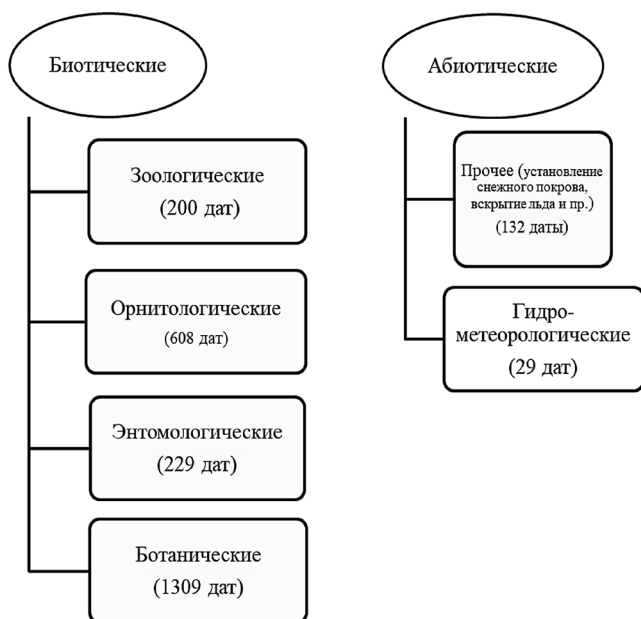 Биотические
Зоологические
(200 дат)
Орнитологические
(608 дат)
Энтомологические
(229 дат)
Ботанические
(1309 дат)
Абиотические
Прочее (установление
снежного покрова,
вскрытие льда и пр.)
(132 даты)
Гидро-
метеорологические
(29 дат)